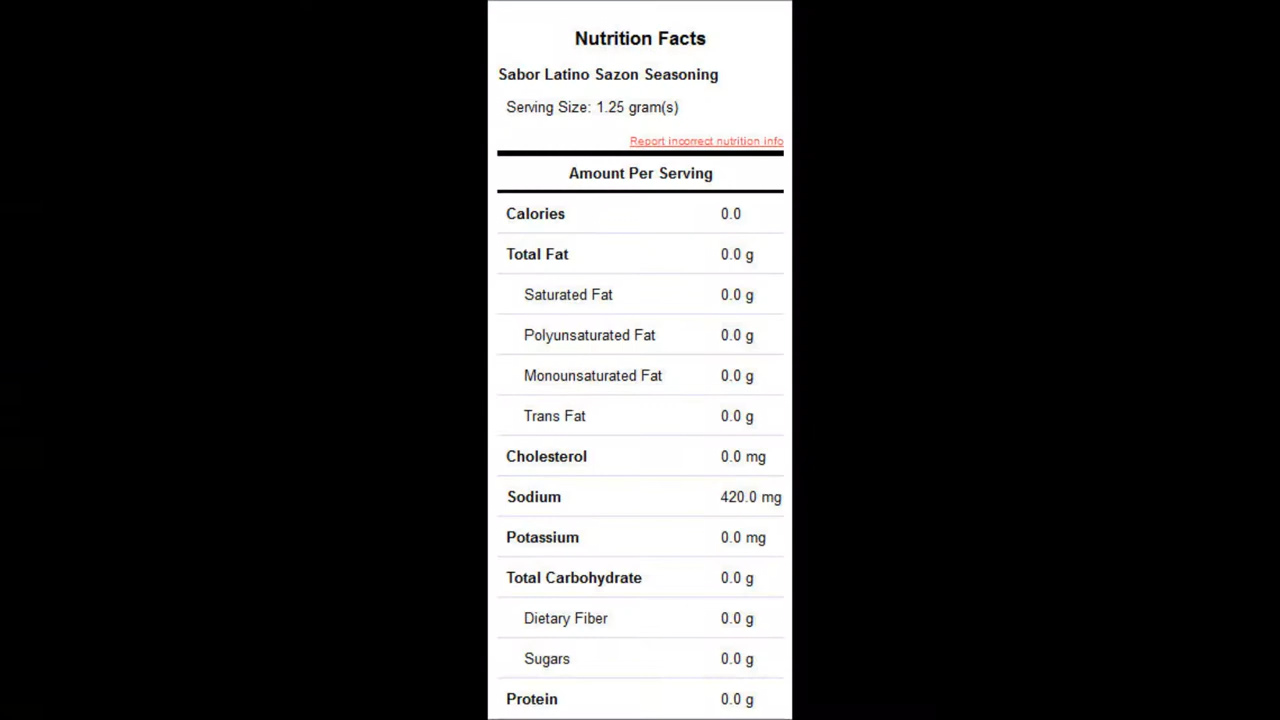 Nutrition Facts
Sabor Latino Sazon Seasoning
Serving Size: 1.25 gram(s)
Report incorrect nutrition info
Amount Per Serving
Calories 0.0
Total Fat 0.0 g
Saturated Fat 0.0 g
Polyunsaturated Fat 0.0 g
Monounsaturated Fat 0.0 g
Trans Fat 0.0 g
Cholesterol 0.0 mg
Sodium 420.0 mg
Potassium 0.0 mg
Total Carbohydrate 0.0 g
Dietary Fiber 0.0 g
Sugars 0.0 g
Protein 0.0 g